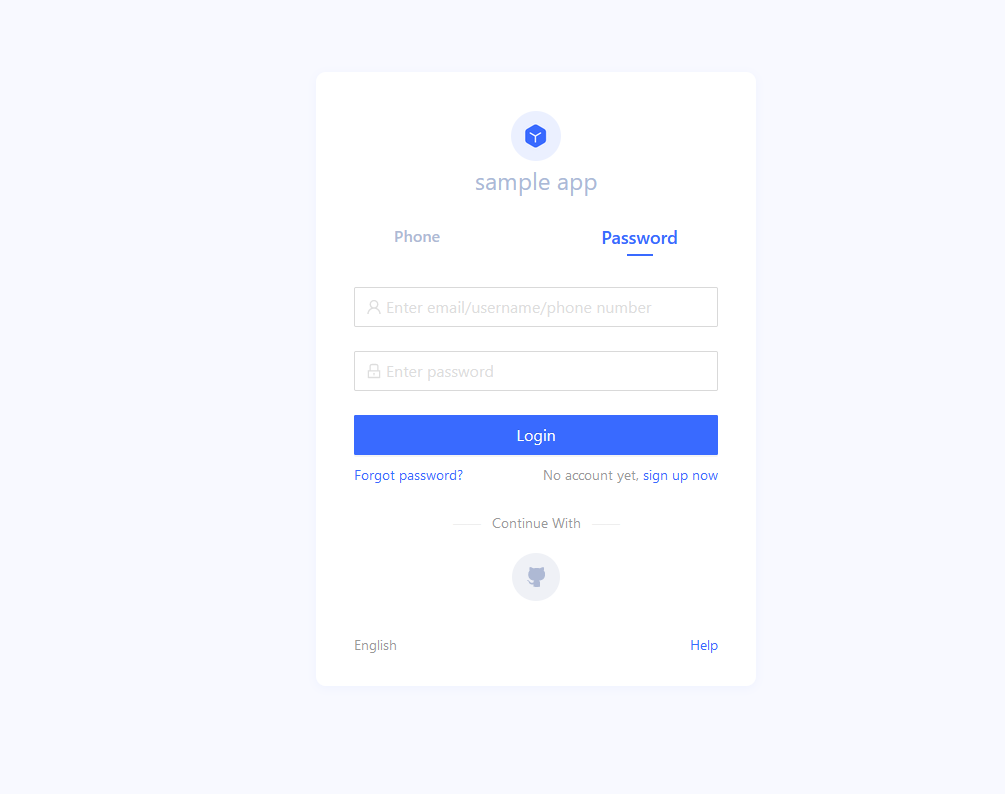 sample app
Phone
Password
Enter email/username/phone number
Enter password
Login
Forgot password?
No account yet, sign up now
Continue With
English
Help